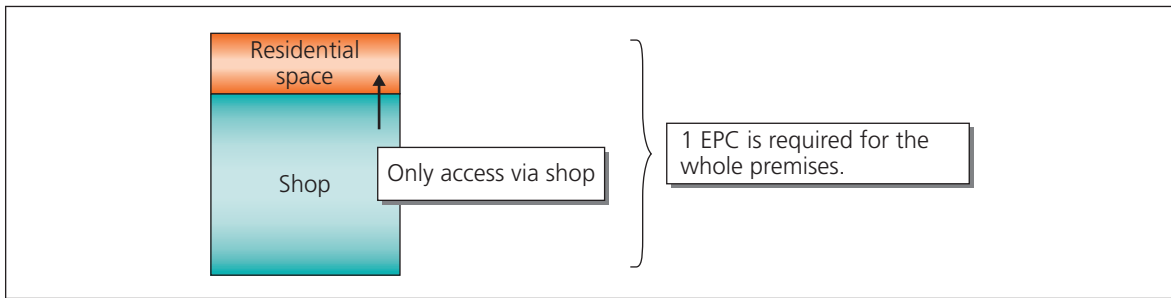 Residential
space
Shop
Only access via shop
1 EPC is required for the
whole premises.